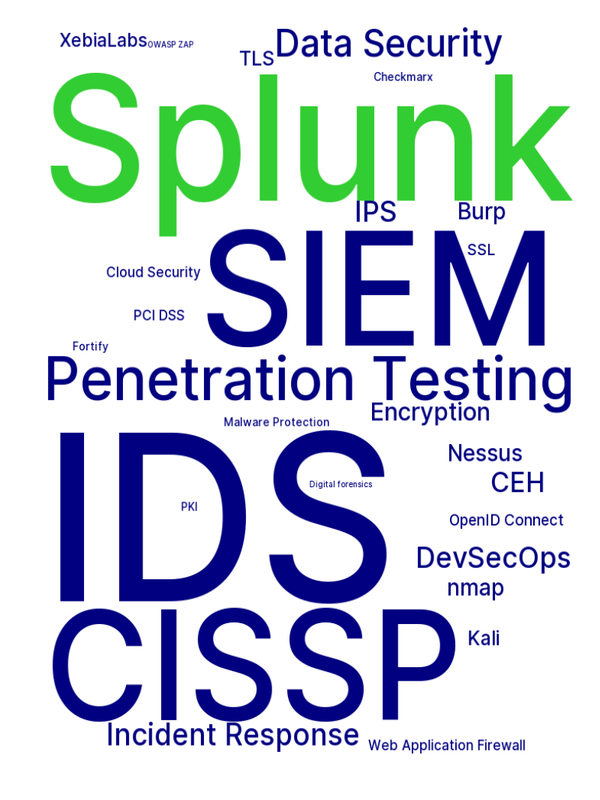 Data Security
XebiaLabs
OWASP ZAP
TLS
Checkmarx
Splunk
IPS
Burp
SSL
SIEM
Cloud Security
PCI DSS
Fortify
Penetration Testing
Encryption
Malware Protection
Nessus
CEH
Digital forensics
IDS
PKI
OpenID Connect
DevSecOps
nmap
Kali
CISSP
Incident Response
Web Application Firewall